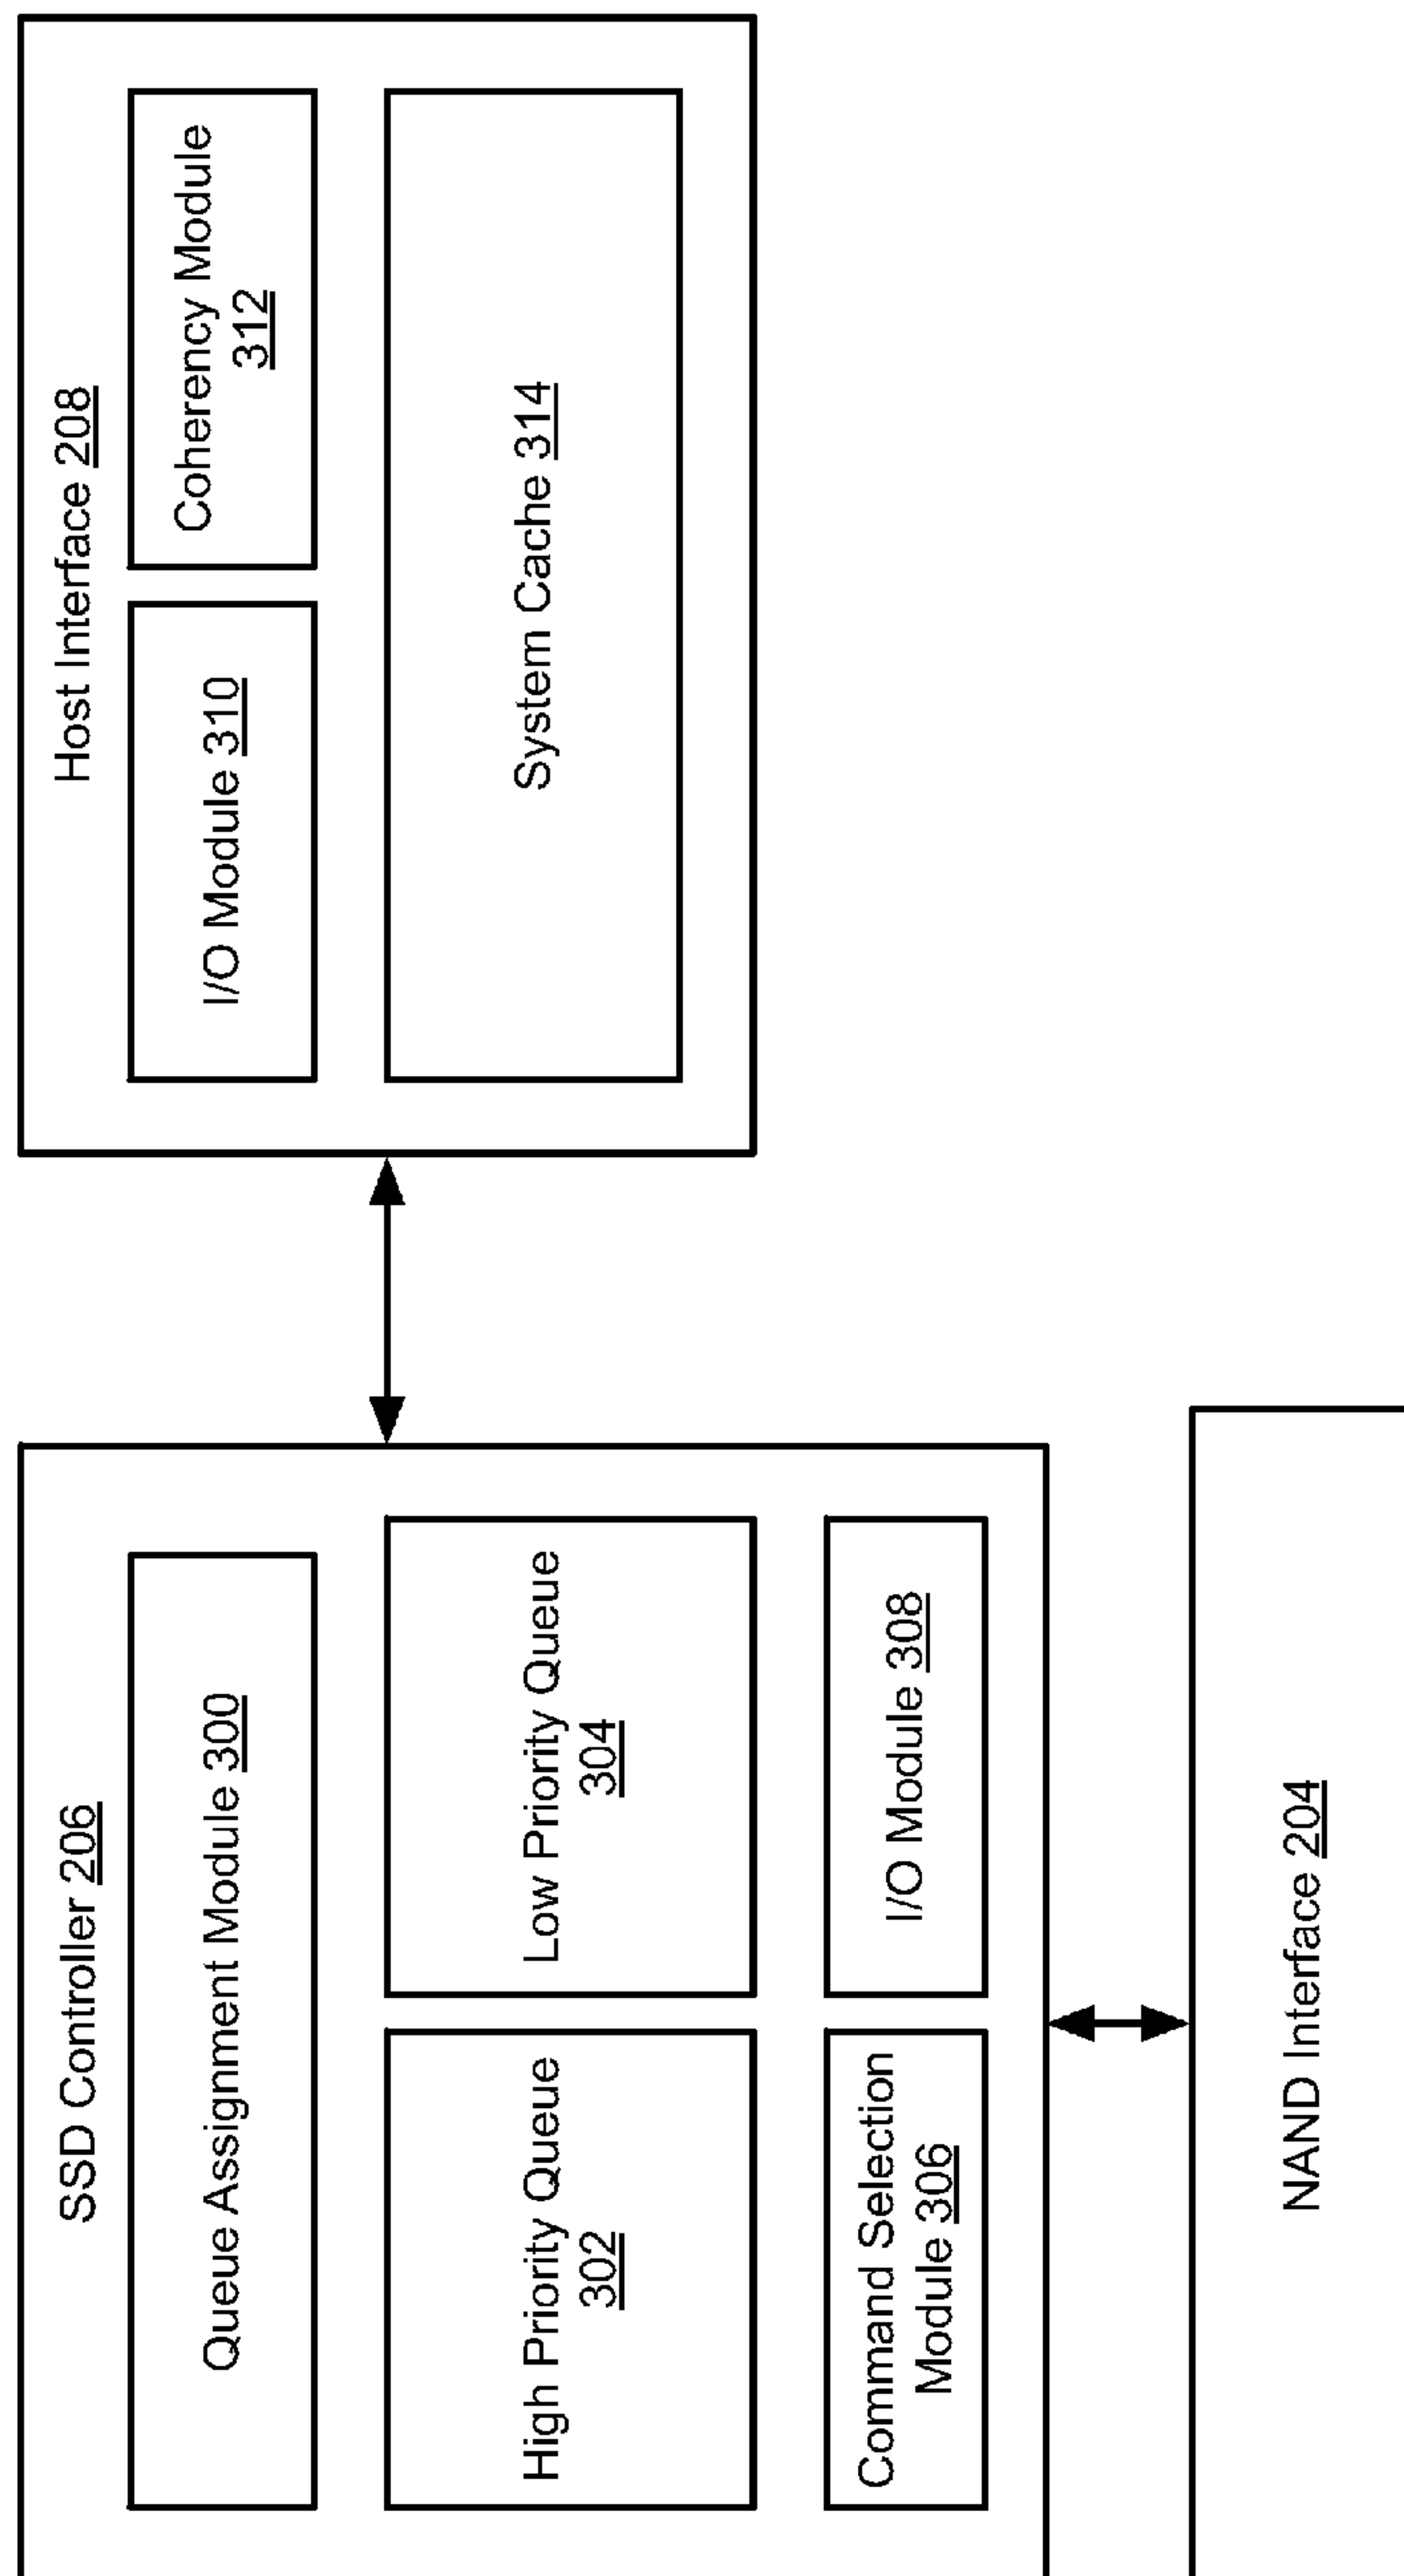 SSD Controller 206
Queue Assignment Module 300
High Priority Queue
302
Low Priority Queue
304
Command Selection
Module 306
I/O Module 308
Host Interface 208
I/O Module 310
Coherency Module
312
System Cache 314
NAND Interface 204